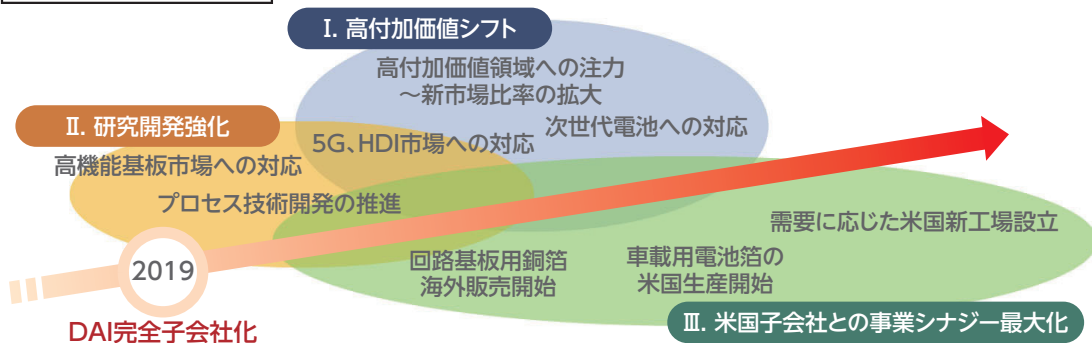 Ⅰ. 高付加価値シフト
高付加価値領域への注力
～新市場比率の拡大
次世代電池への対応
Ⅱ. 研究開発強化
5G、HDI市場への対応
高機能基板市場への対応
プロセス技術開発の推進
需要に応じた米国新工場設立
2019
回路基板用銅箔
海外販売開始
車載用電池箔の
米国生産開始
DAI完全子会社化
Ⅲ. 米国子会社との事業シナジー最大化